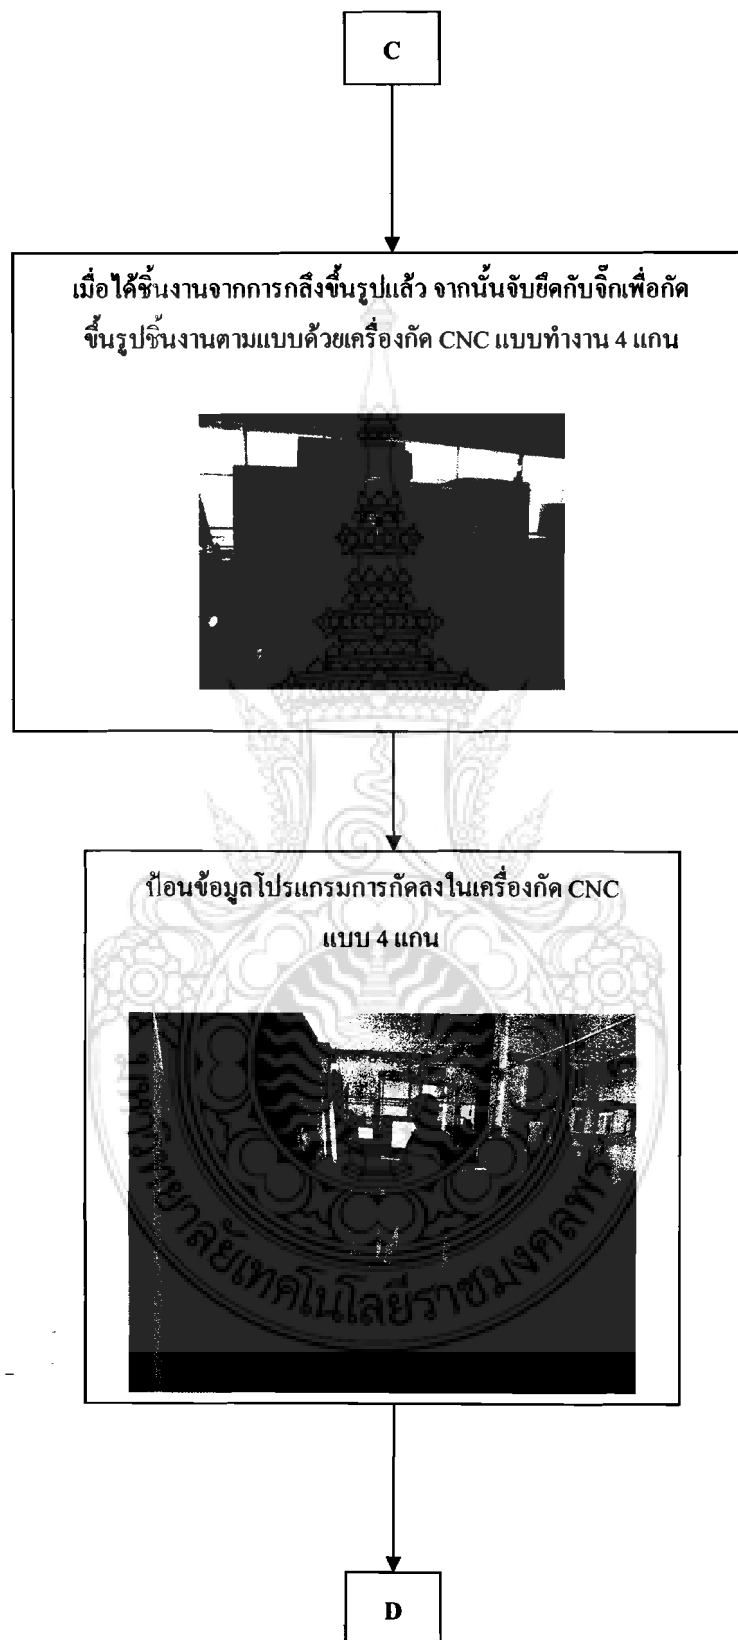 C
เมื่อได้ชิ้นงานจากการกลึงขึ้นรูปแล้ว จากนั้นจับยึดกับจิ๊กเพื่อกัด
ขึ้นรูปชิ้นงานตามแบบด้วยเครื่องกัด CNC แบบทำงาน 4 แกน
ป้อนข้อมูลโปรแกรมการกัดลงในเครื่องกัด CNC
แบบ 4 แกน
D